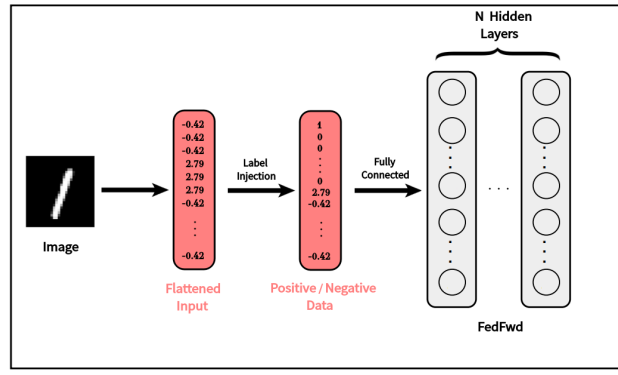 N Hidden
Layers
-0.42
-0.42
-0.42
2.79
2.79
2.79
-0.42
.
.
.
-0.42
Label
Injection
1
0
0
.
.
.
0
2.79
-0.42
.
.
.
-0.42
Fully
Connected
. . .
Image
Flattened
Input
Positive / Negative
Data
FedFwd